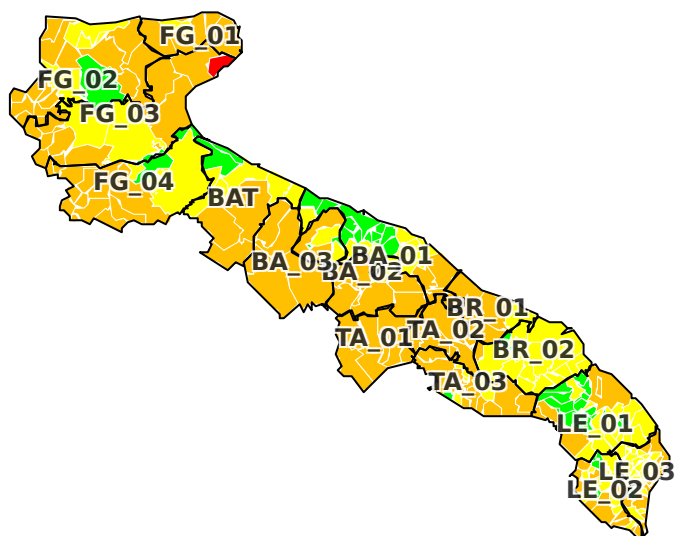 FG_01
FG_02
FG_03
FG_04
BAT
BA_01
BA_03
BA_02
BR_01
TA_02
TA_01
BR_02
TA_03
LE_01
LE_03
LE_02